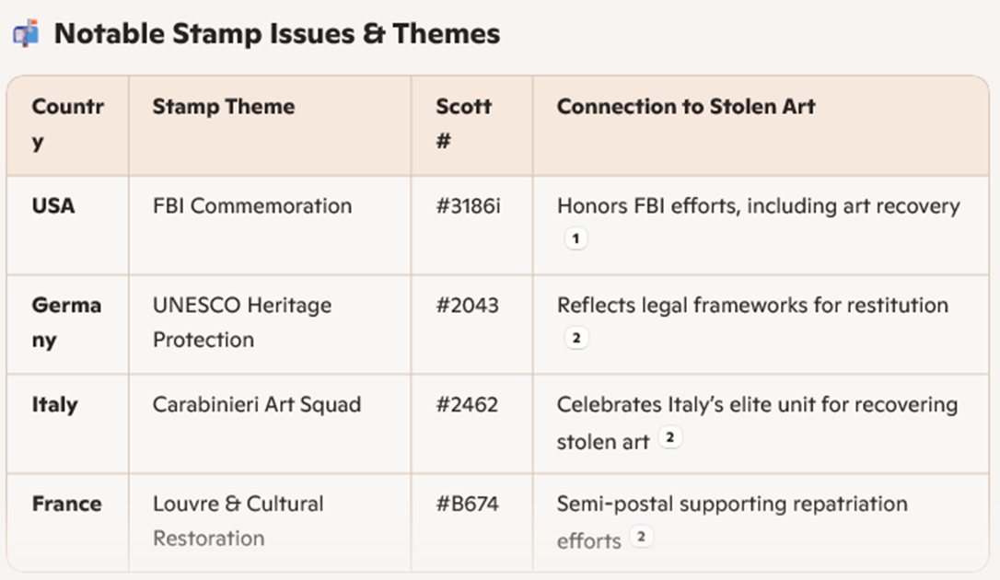 Notable Stamp Issues & Themes
Countr
y
Stamp Theme
Scott
#
Connection to Stolen Art
USA
FBI Commemoration
#3186i
Honors FBI efforts, including art recovery
1
Germa
ny
UNESCO Heritage
Protection
#2043
Reflects legal frameworks for restitution
2
Italy
Carabinieri Art Squad
#2462
Celebrates Italy’s elite unit for recovering
stolen art 2
France
Louvre & Cultural
Restoration
#B674
Semi-postal supporting repatriation
efforts 2